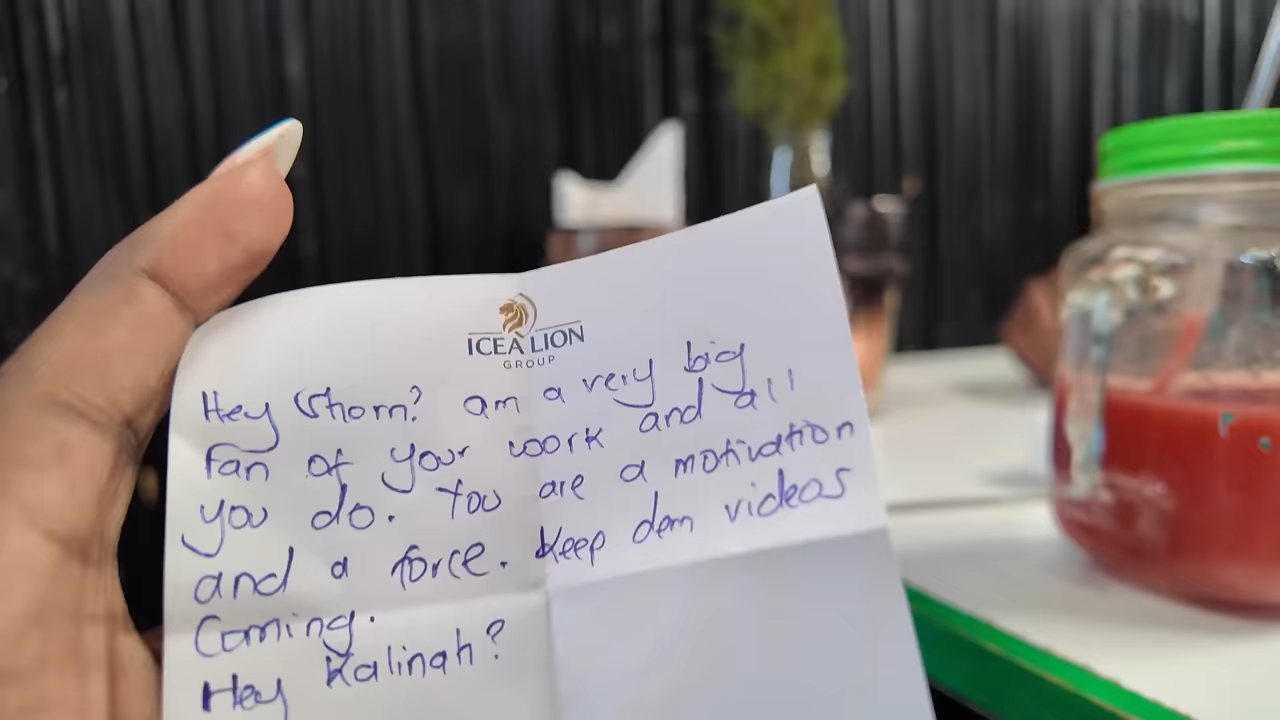 ICEA LION
GROUP
Hey Shorn? am a very big
fan of your work and all
you do. You are a motivation
and a force. Keep dem videos
Coming.
Hey Kalinah?